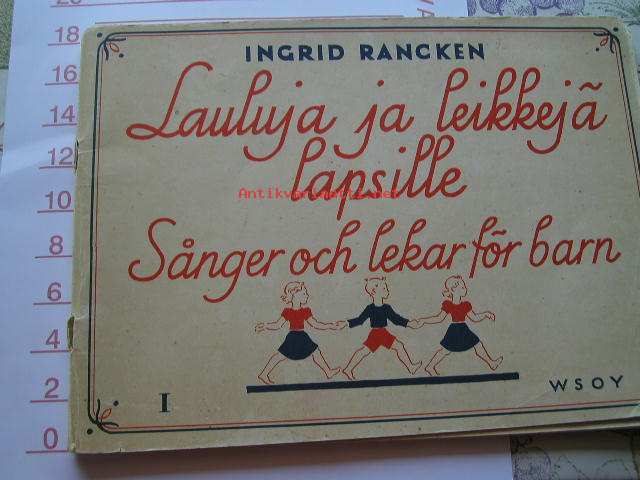 INGRID RANCKEN
Lauluja ja leikkejä
lapsille
Antikvariaatti.net
Sånger och lekar för barn
I
WSOY
18
16
14
12
10
8
6
4
2
0